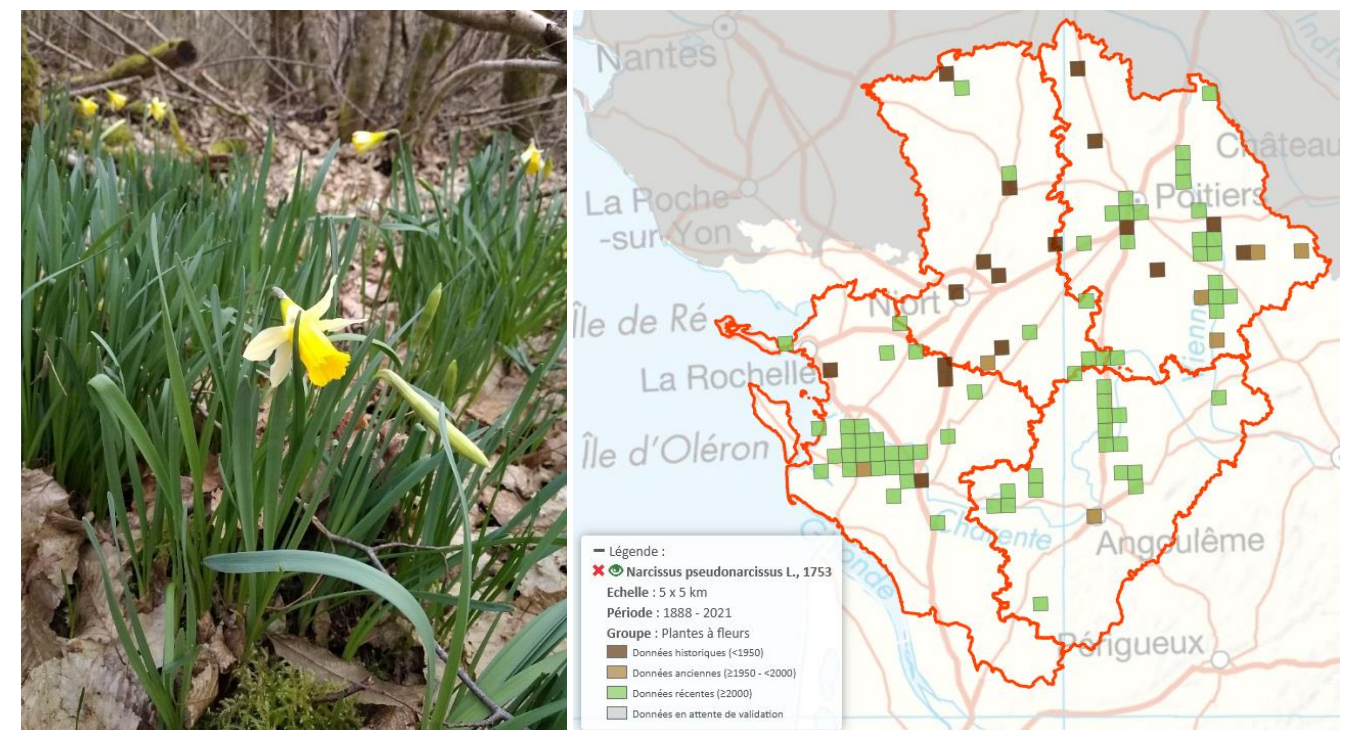 Nantes
Indre
Château
La Roche-
-sur-Yon
Poitiers
Île de Ré
Niort
Vienne
La Rochelle
Île d'Oléron
Charente
Angoulême
Gironde
Périgueux
Légende :
Narcissus pseudonarcissus L., 1753
Echelle : 5 x 5 km
Période : 1888 - 2021
Groupe : Plantes à fleurs
Données historiques (<1950)
Données anciennes (≥1950 - <2000)
Données récentes (≥2000)
Données en attente de validation